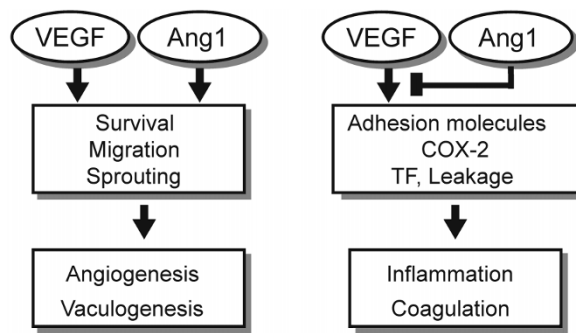 VEGF
Ang1
Survival
Migration
Sprouting
Angiogenesis
Vaculogenesis
VEGF
Ang1
Adhesion molecules
COX-2
TF, Leakage
Inflammation
Coagulation